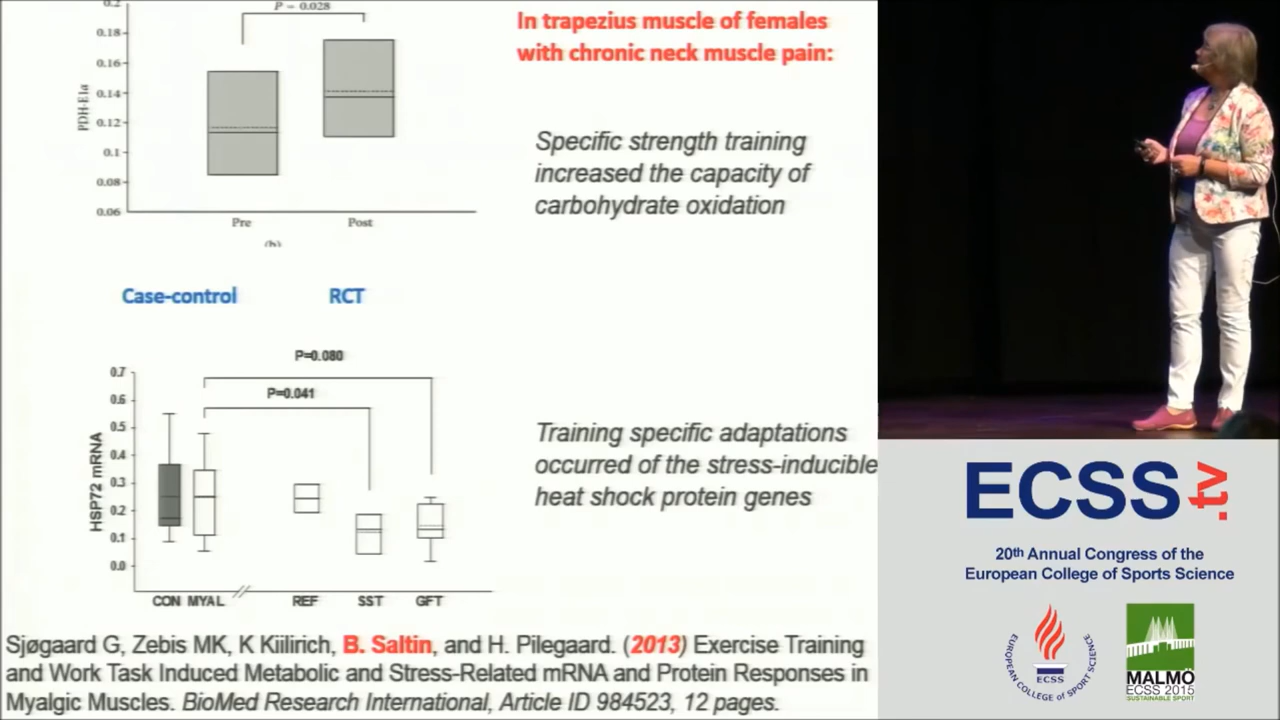 0.2
P = 0.028
0.18
0.16
0.14
0.12
0.1
0.08
0.06
PDH-E1α
Pre
Post
(b)
In trapezius muscle of females
with chronic neck muscle pain:
Specific strength training
increased the capacity of
carbohydrate oxidation
Case-control
RCT
P=0.080
P=0.041
0.7
0.6
0.5
0.4
0.3
0.2
0.1
0.0
HSP72 mRNA
CON MYAL
REF
SST
GFT
Training specific adaptations
occurred of the stress-inducible
heat shock protein genes
Sjøgaard G, Zebis MK, K Kiilirich, B. Saltin, and H. Pilegaard. (2013) Exercise Training
and Work Task Induced Metabolic and Stress-Related mRNA and Protein Responses in
Myalgic Muscles. BioMed Research International, Article ID 984523, 12 pages.
ECSS.tv
20th Annual Congress of the
European College of Sports Science
EUROPEAN COLLEGE OF SPORT SCIENCE
ECSS
MALMÖ
ECSS 2015
SUSTAINABLE SPORT